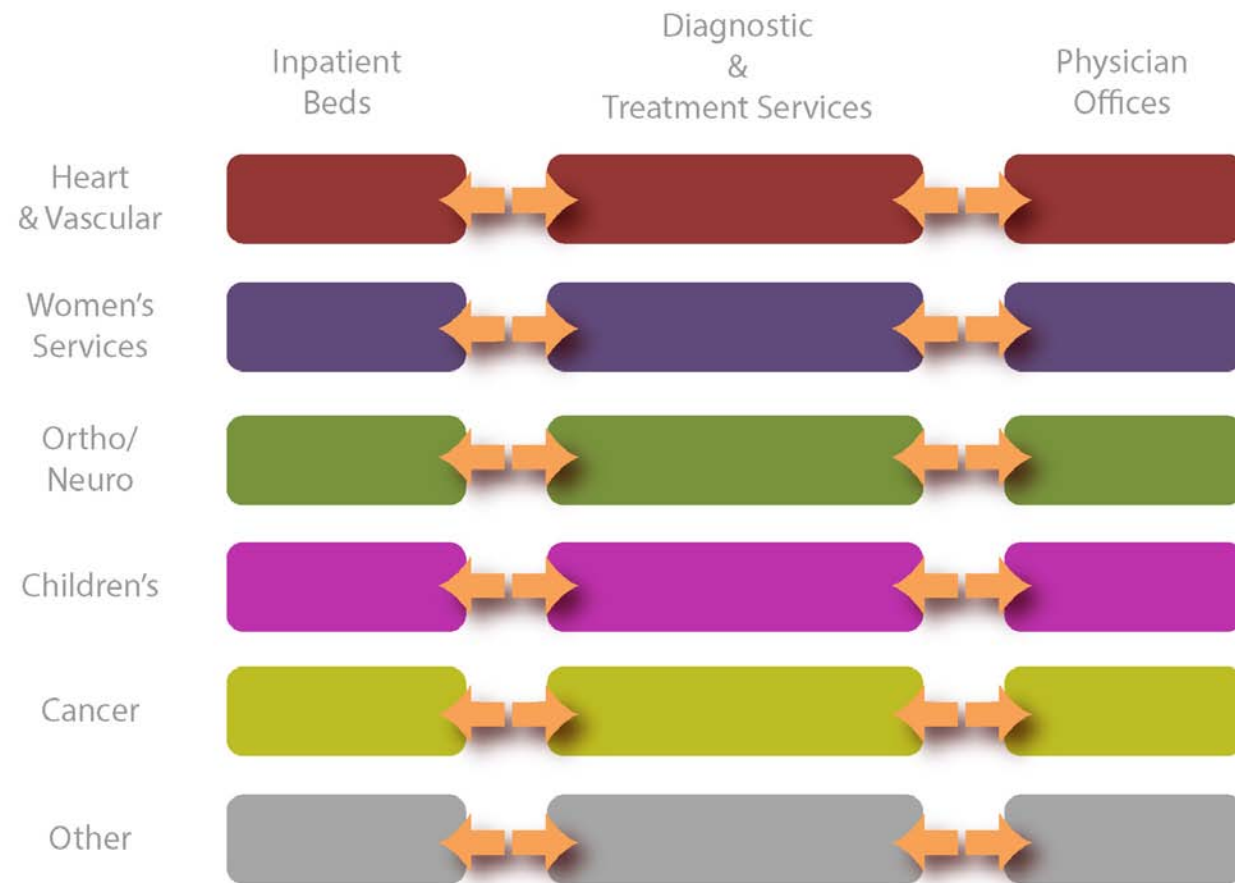 Inpatient
Beds
Diagnostic
&
Treatment Services
Physician
Offices
Heart
& Vascular
Women’s
Services
Ortho/
Neuro
Children’s
Cancer
Other